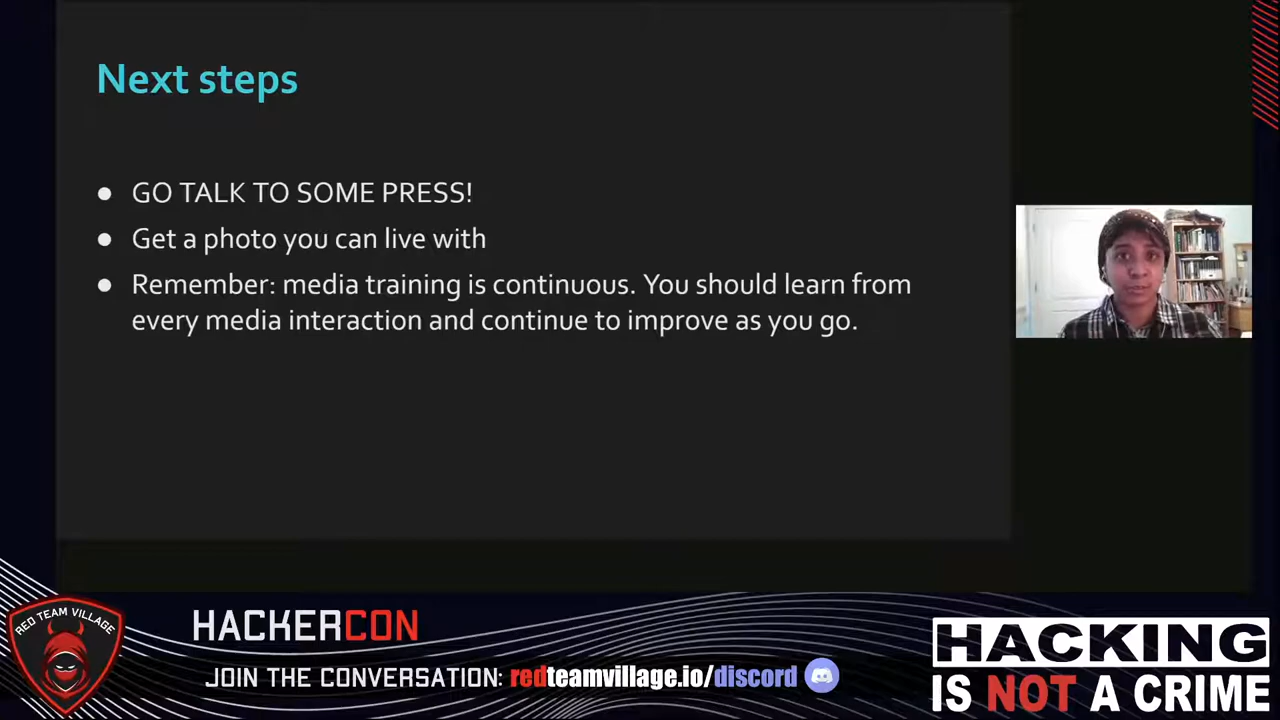 Next steps
● GO TALK TO SOME PRESS!
● Get a photo you can live with
● Remember: media training is continuous. You should learn from
every media interaction and continue to improve as you go.
RED TEAM VILLAGE
HACKERCON
JOIN THE CONVERSATION: redteamvillage.io/discord
HACKING
IS NOT A CRIME